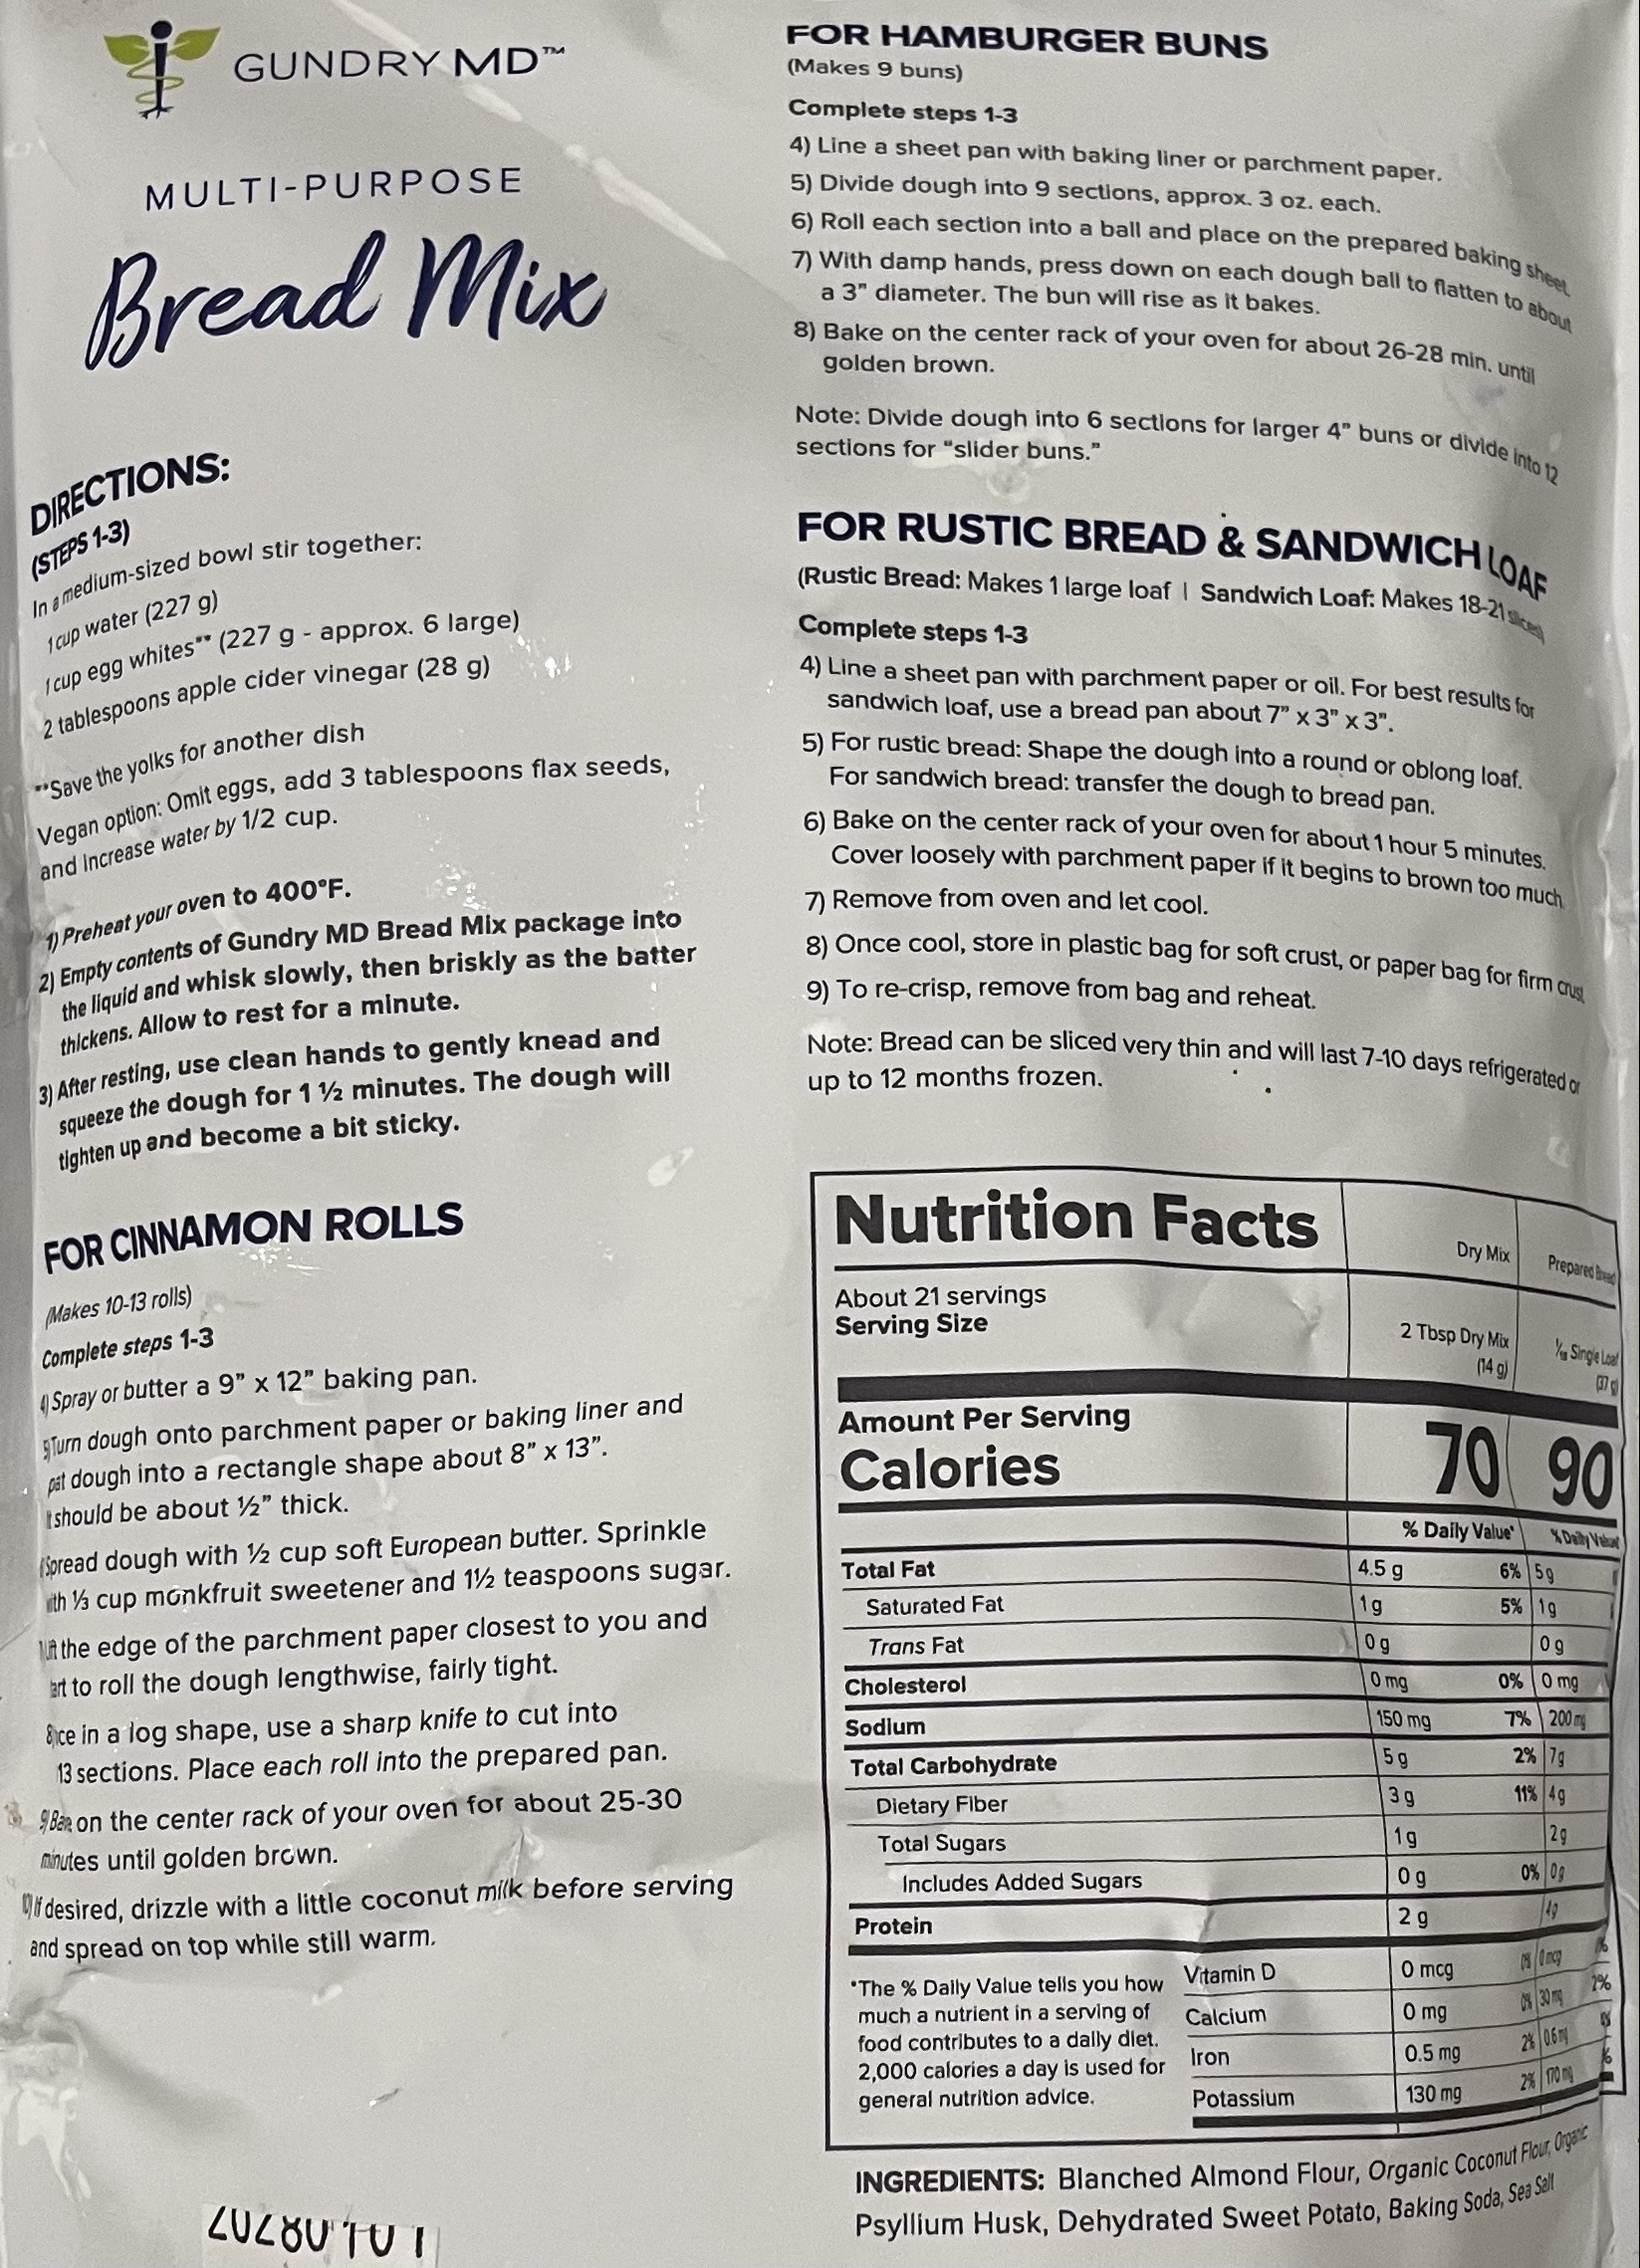 GUNDRY MD™
MULTI-PURPOSE
Bread Mix
DIRECTIONS:
(STEPS 1-3)
In a medium-sized bowl stir together:
1 cup water (227 g)
1 cup egg whites** (227 g - approx. 6 large)
2 tablespoons apple cider vinegar (28 g)
**Save the yolks for another dish
Vegan option: Omit eggs, add 3 tablespoons flax seeds,
and increase water by 1/2 cup.
1) Preheat your oven to 400°F.
2) Empty contents of Gundry MD Bread Mix package into
the liquid and whisk slowly, then briskly as the batter
thickens. Allow to rest for a minute.
3) After resting, use clean hands to gently knead and
squeeze the dough for 1 ½ minutes. The dough will
tighten up and become a bit sticky.
FOR CINNAMON ROLLS
(Makes 10-13 rolls)
Complete steps 1-3
4) Spray or butter a 9" x 12" baking pan.
5) Turn dough onto parchment paper or baking liner and
pat dough into a rectangle shape about 8" x 13".
It should be about ½" thick.
Spread dough with ½ cup soft European butter. Sprinkle
with ⅓ cup monkfruit sweetener and 1½ teaspoons sugar.
the edge of the parchment paper closest to you and
to roll the dough lengthwise, fairly tight.
in a log shape, use a sharp knife to cut into
13 sections. Place each roll into the prepared pan.
9) on the center rack of your oven for about 25-30
minutes until golden brown.
If desired, drizzle with a little coconut milk before serving
and spread on top while still warm.
FOR HAMBURGER BUNS
(Makes 9 buns)
Complete steps 1-3
4) Line a sheet pan with baking liner or parchment paper.
5) Divide dough into 9 sections, approx. 3 oz. each.
6) Roll each section into a ball and place on the prepared baking sheet.
7) With damp hands, press down on each dough ball to flatten to about
a 3" diameter. The bun will rise as it bakes.
8) Bake on the center rack of your oven for about 26-28 min. until
golden brown.
Note: Divide dough into 6 sections for larger 4" buns or divide into 12
sections for "slider buns."
FOR RUSTIC BREAD & SANDWICH LOAF
(Rustic Bread: Makes 1 large loaf | Sandwich Loaf: Makes 18-21 slices)
Complete steps 1-3
4) Line a sheet pan with parchment paper or oil. For best results for
sandwich loaf, use a bread pan about 7" x 3" x 3".
5) For rustic bread: Shape the dough into a round or oblong loaf.
For sandwich bread: transfer the dough to bread pan.
6) Bake on the center rack of your oven for about 1 hour 5 minutes.
Cover loosely with parchment paper if it begins to brown too much.
7) Remove from oven and let cool.
8) Once cool, store in plastic bag for soft crust, or paper bag for firm crust
9) To re-crisp, remove from bag and reheat.
Note: Bread can be sliced very thin and will last 7-10 days refrigerated or
up to 12 months frozen.
Nutrition Facts Dry Mix Prepared Bread
About 21 servings
Serving Size 2 Tbsp Dry Mix Single Loaf
(14 g) (37 g)
Amount Per Serving
Calories 70 90
% Daily Value* % Daily Value*
Total Fat 4.5 g 6% 5 g
Saturated Fat 1 g 5% 1 g
Trans Fat 0 g 0 g
Cholesterol 0 mg 0% 0 mg
Sodium 150 mg 7% 200 mg
Total Carbohydrate 5 g 2% 7 g
Dietary Fiber 3 g 11% 4 g
Total Sugars 1 g 2 g
Includes Added Sugars 0 g 0% 0 g
Protein 2 g 4g
Vitamin D 0 mcg 0% 0 mcg
Calcium 0 mg 0% 30 mg 2%
Iron 0.5 mg 2% 0.6 mg
Potassium 130 mg 2% 170 mg
*The % Daily Value tells you how
much a nutrient in a serving of
food contributes to a daily diet.
2,000 calories a day is used for
general nutrition advice.
INGREDIENTS: Blanched Almond Flour, Organic Coconut Flour, Organic
Psyllium Husk, Dehydrated Sweet Potato, Baking Soda, Sea Salt